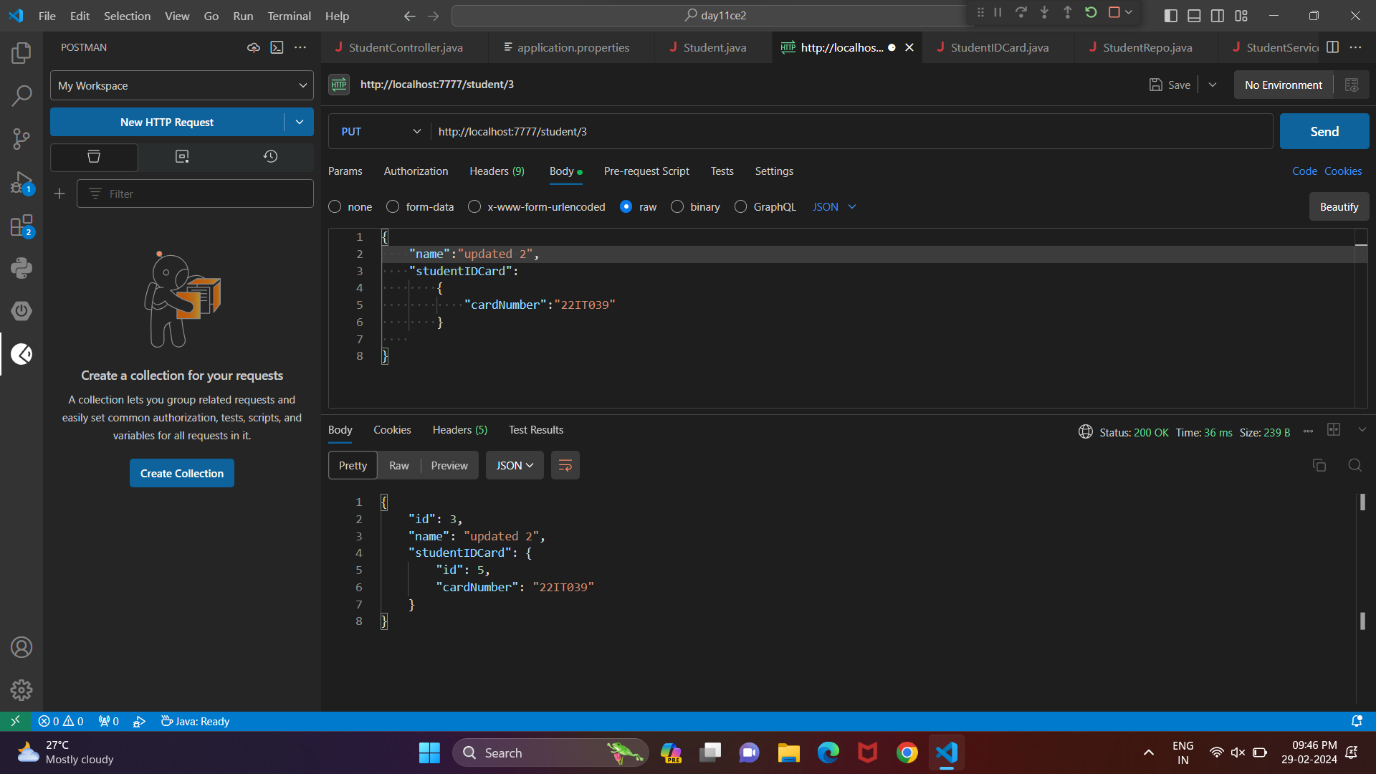 File Edit Selection View Go Run Terminal Help
day11ce2
POSTMAN
StudentController.java
application.properties
Student.java
HTTP http://localhos...
StudentIDCard.java
StudentRepo.java
StudentService
My Workspace
HTTP http://localhost:7777/student/3
Save
No Environment
New HTTP Request
PUT http://localhost:7777/student/3
Send
Filter
Params Authorization Headers (9) Body Pre-request Script Tests Settings
Code Cookies
none form-data x-www-form-urlencoded raw binary GraphQL JSON
Beautify
1 {
2 "name":"updated 2",
3 "studentIDCard":
4 {
5 "cardNumber":"22IT039"
6 }
7
8 }
Create a collection for your requests
A collection lets you group related requests and
easily set common authorization, tests, scripts, and
variables for all requests in it.
Create Collection
Body Cookies Headers (5) Test Results
Status: 200 OK Time: 36 ms Size: 239 B
Pretty Raw Preview JSON
1 {
2 "id": 3,
3 "name": "updated 2",
4 "studentIDCard": {
5 "id": 5,
6 "cardNumber": "22IT039"
7 }
8 }
1
2
0 0 0 Java: Ready
27°C
Mostly cloudy
Search
PRE
ENG
IN
09:46 PM
29-02-2024